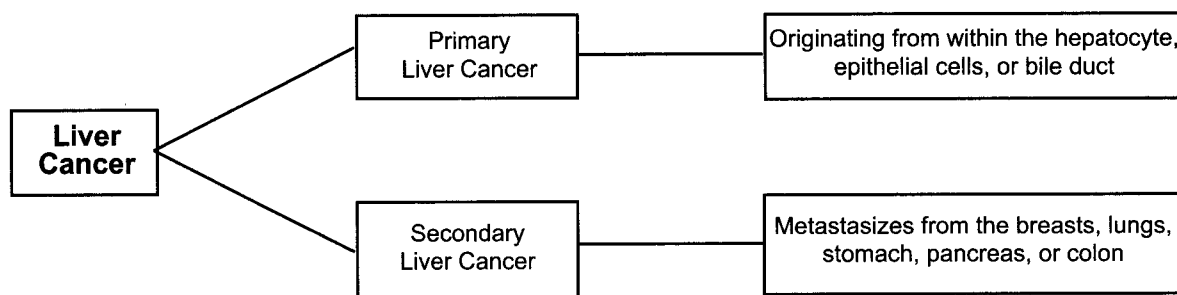 Primary
Liver Cancer
Originating from within the hepatocyte,
epithelial cells, or bile duct
Liver
Cancer
Secondary
Liver Cancer
Metastasizes from the breasts, lungs,
stomach, pancreas, or colon